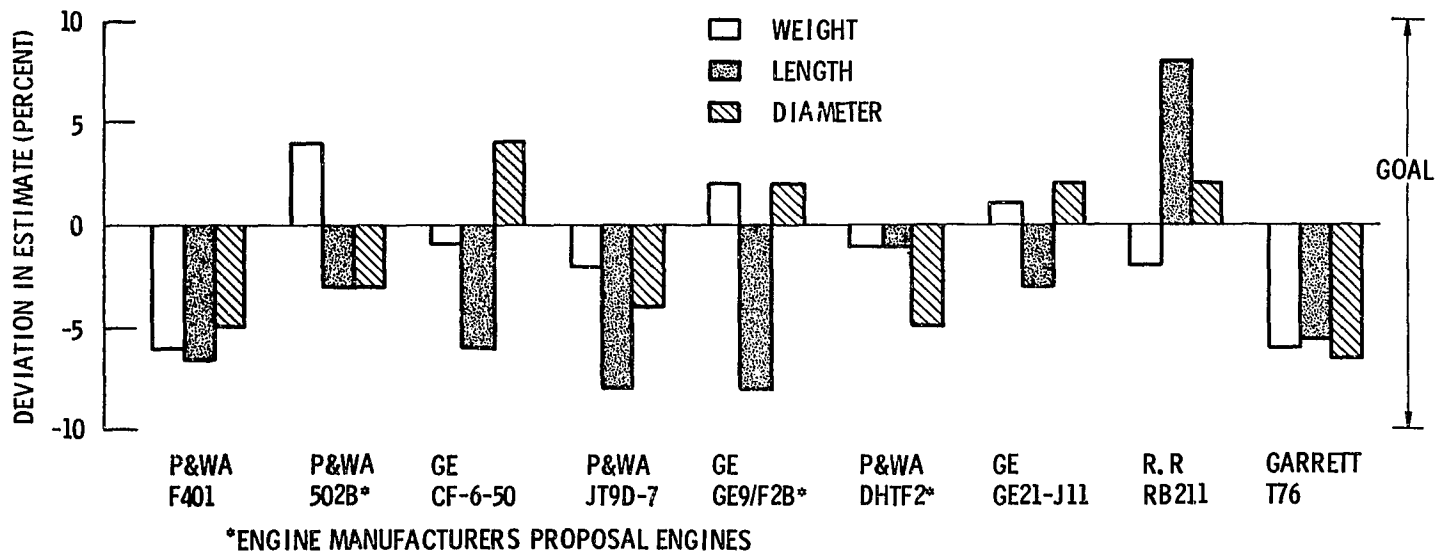 DEVIATION IN ESTIMATE (PERCENT)
10
5
0
-5
-10
WEIGHT
LENGTH
DIAMETER
GOAL
P&WA
F401
P&WA
502B*
GE
CF-6-50
P&WA
JT9D-7
GE
GE9/F2B*
P&WA
DHTF2*
GE
GE21-J11
R.R
RB211
GARRETT
T76
*ENGINE MANUFACTURERS PROPOSAL ENGINES